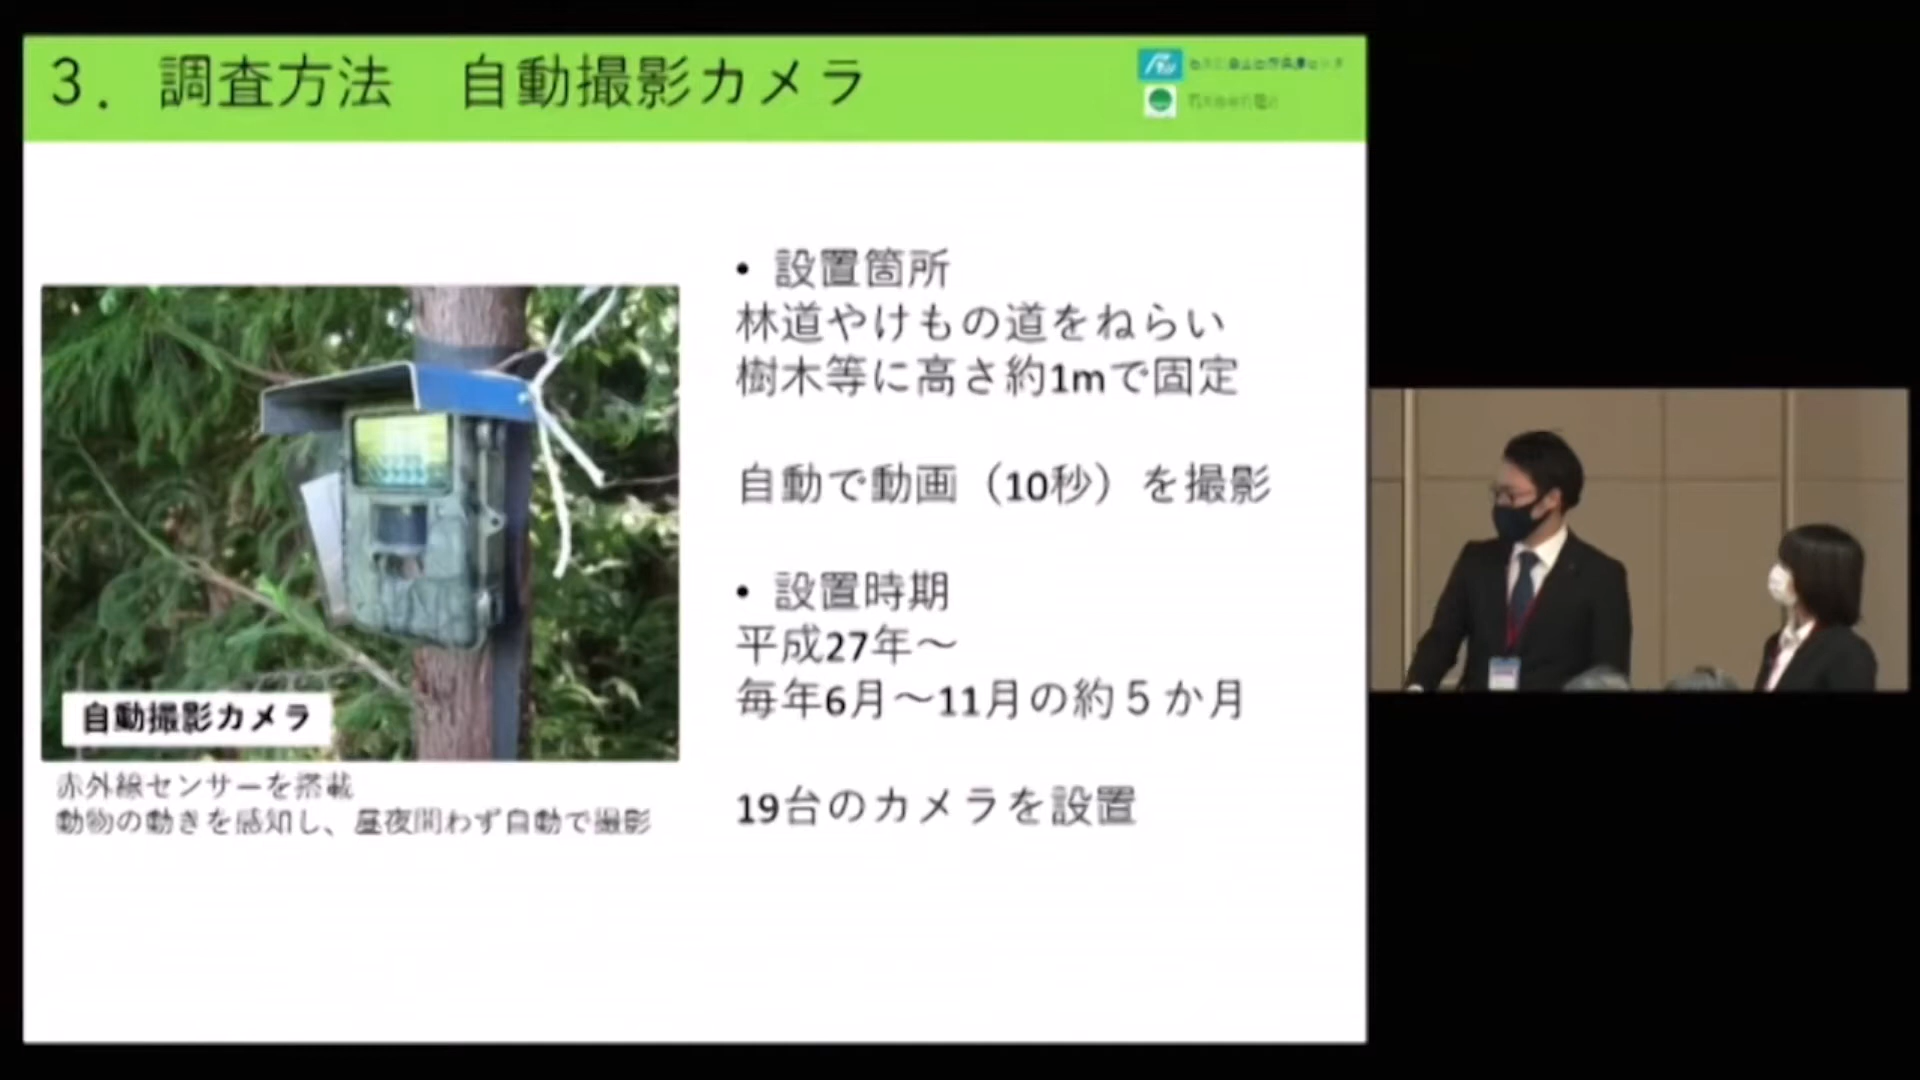 3．調査方法　自動撮影カメラ
• 設置箇所
林道やけもの道をねらい
樹木等に高さ約1mで固定
自動で動画（10秒）を撮影
• 設置時期
平成27年～
毎年6月～11月の約５か月
19台のカメラを設置
自動撮影カメラ
赤外線センサーを搭載
動物の動きを感知し、昼夜問わず自動で撮影